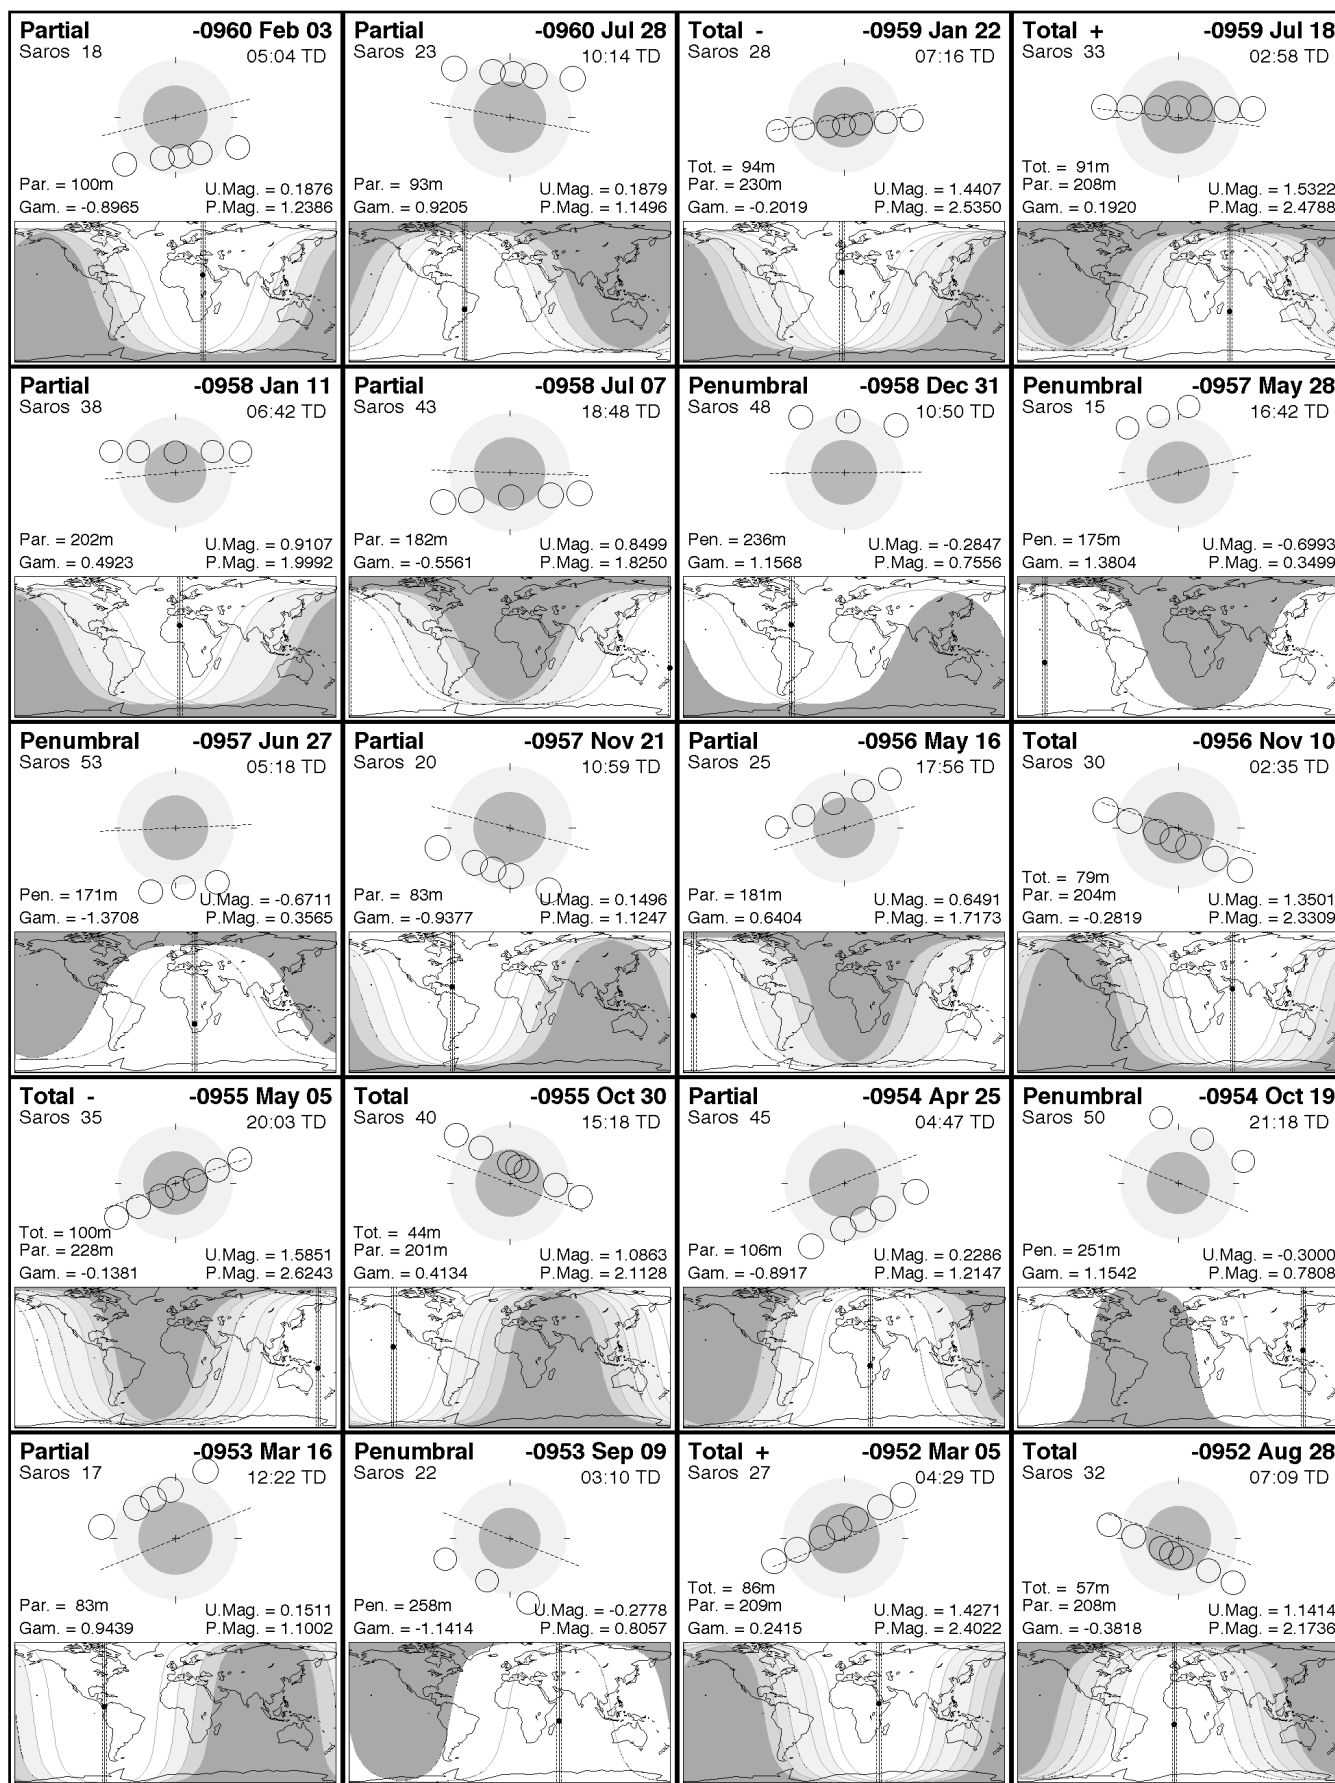 Partial -0960 Feb 03
Saros 18 05:04 TD
Par. = 100m U.Mag. = 0.1876
Gam. = -0.8965 P.Mag. = 1.2386
Partial -0960 Jul 28
Saros 23 10:14 TD
Par. = 93m U.Mag. = 0.1879
Gam. = 0.9205 P.Mag. = 1.1496
Total - -0959 Jan 22
Saros 28 07:16 TD
Tot. = 94m
Par. = 230m U.Mag. = 1.4407
Gam. = -0.2019 P.Mag. = 2.5350
Total + -0959 Jul 18
Saros 33 02:58 TD
Tot. = 91m
Par. = 208m U.Mag. = 1.5322
Gam. = 0.1920 P.Mag. = 2.4788
Partial -0958 Jan 11
Saros 38 06:42 TD
Par. = 202m U.Mag. = 0.9107
Gam. = 0.4923 P.Mag. = 1.9992
Partial -0958 Jul 07
Saros 43 18:48 TD
Par. = 182m U.Mag. = 0.8499
Gam. = -0.5561 P.Mag. = 1.8250
Penumbral -0958 Dec 31
Saros 48 10:50 TD
Pen. = 236m U.Mag. = -0.2847
Gam. = 1.1568 P.Mag. = 0.7556
Penumbral -0957 May 28
Saros 15 16:42 TD
Pen. = 175m U.Mag. = -0.6993
Gam. = 1.3804 P.Mag. = 0.3499
Penumbral -0957 Jun 27
Saros 53 05:18 TD
Pen. = 171m U.Mag. = -0.6711
Gam. = -1.3708 P.Mag. = 0.3565
Partial -0957 Nov 21
Saros 20 10:59 TD
Par. = 83m U.Mag. = 0.1496
Gam. = -0.9377 P.Mag. = 1.1247
Partial -0956 May 16
Saros 25 17:56 TD
Par. = 181m U.Mag. = 0.6491
Gam. = 0.6404 P.Mag. = 1.7173
Total -0956 Nov 10
Saros 30 02:35 TD
Tot. = 79m
Par. = 204m U.Mag. = 1.3501
Gam. = -0.2819 P.Mag. = 2.3309
Total - -0955 May 05
Saros 35 20:03 TD
Tot. = 100m
Par. = 228m U.Mag. = 1.5851
Gam. = -0.1381 P.Mag. = 2.6243
Total -0955 Oct 30
Saros 40 15:18 TD
Tot. = 44m
Par. = 201m U.Mag. = 1.0863
Gam. = 0.4134 P.Mag. = 2.1128
Partial -0954 Apr 25
Saros 45 04:47 TD
Par. = 106m U.Mag. = 0.2286
Gam. = -0.8917 P.Mag. = 1.2147
Penumbral -0954 Oct 19
Saros 50 21:18 TD
Pen. = 251m U.Mag. = -0.3000
Gam. = 1.1542 P.Mag. = 0.7808
Partial -0953 Mar 16
Saros 17 12:22 TD
Par. = 83m U.Mag. = 0.1511
Gam. = 0.9439 P.Mag. = 1.1002
Penumbral -0953 Sep 09
Saros 22 03:10 TD
Pen. = 258m U.Mag. = -0.2778
Gam. = -1.1414 P.Mag. = 0.8057
Total + -0952 Mar 05
Saros 27 04:29 TD
Tot. = 86m
Par. = 209m U.Mag. = 1.4271
Gam. = 0.2415 P.Mag. = 2.4022
Total -0952 Aug 28
Saros 32 07:09 TD
Tot. = 57m
Par. = 208m U.Mag. = 1.1414
Gam. = -0.3818 P.Mag. = 2.1736